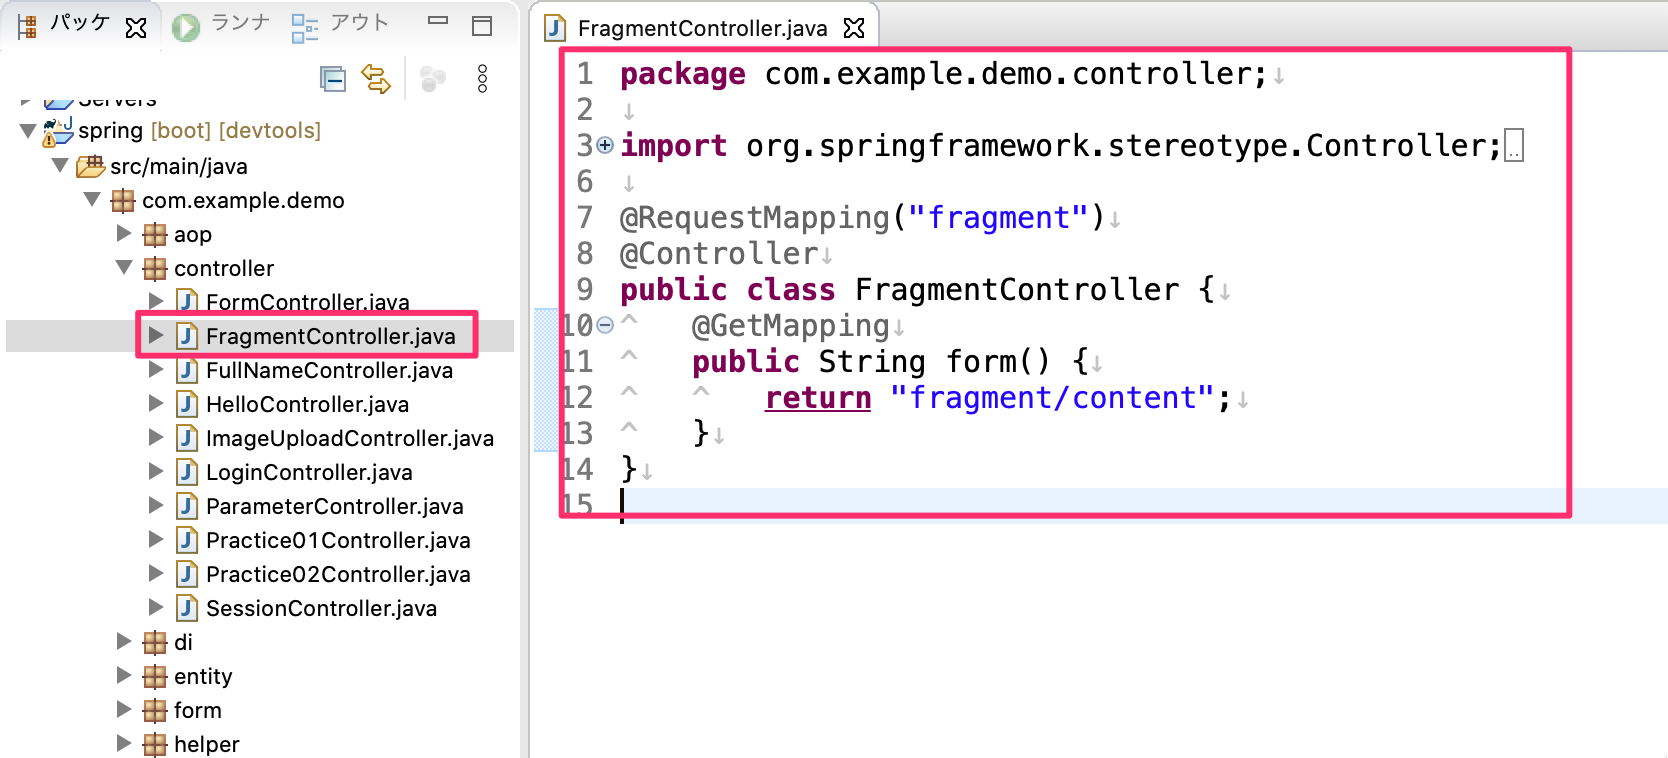 パッケ ランナ アウト
Servers
spring [boot] [devtools]
src/main/java
com.example.demo
aop
controller
FormController.java
FragmentController.java
FullNameController.java
HelloController.java
ImageUploadController.java
LoginController.java
ParameterController.java
Practice01Controller.java
Practice02Controller.java
SessionController.java
di
entity
form
helper
FragmentController.java
1 package com.example.demo.controller;↓
2 ↓
3 import org.springframework.stereotype.Controller;..
6 ↓
7 @RequestMapping("fragment")↓
8 @Controller↓
9 public class FragmentController {↓
10 ^ @GetMapping↓
11 ^ public String form() {↓
12 ^ ^ return "fragment/content";↓
13 ^ }↓
14 }↓
15